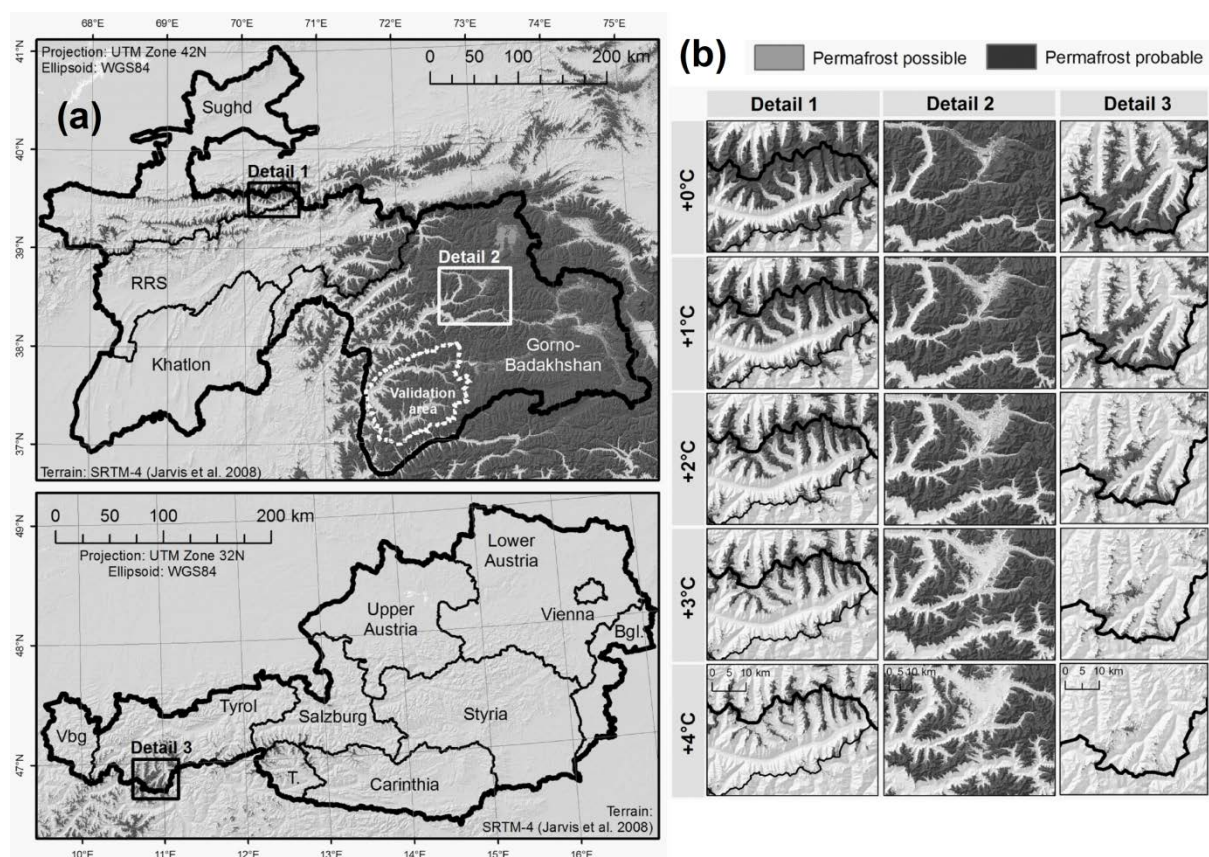 68°E 69°E 70°E 71°E 72°E 73°E 74°E 75°E
Projection: UTM Zone 42N
Ellipsoid: WGS84
0 50 100 200 km
(a)
41°N
40°N
39°N
38°N
37°N
Sughd
Detail 1
RRS
Detail 2
Khatlon
Gorno-
Badakhshan
Validation
area
Terrain: SRTM-4 (Jarvis et al. 2008)
0 50 100 200 km
Projection: UTM Zone 32N
Ellipsoid: WGS84
49°N
48°N
47°N
Lower
Austria
Upper
Austria
Vienna
Bgl.
Tyrol
Salzburg
Styria
Vbg
Detail 3
T.
Carinthia
Terrain:
SRTM-4 (Jarvis et al. 2008)
10°E 11°E 12°E 13°E 14°E 15°E 16°E
(b)
Permafrost possible Permafrost probable
Detail 1 Detail 2 Detail 3
+0°C
+1°C
+2°C
+3°C
+4°C
0 5 10 km
0 5 10 km
0 5 10 km